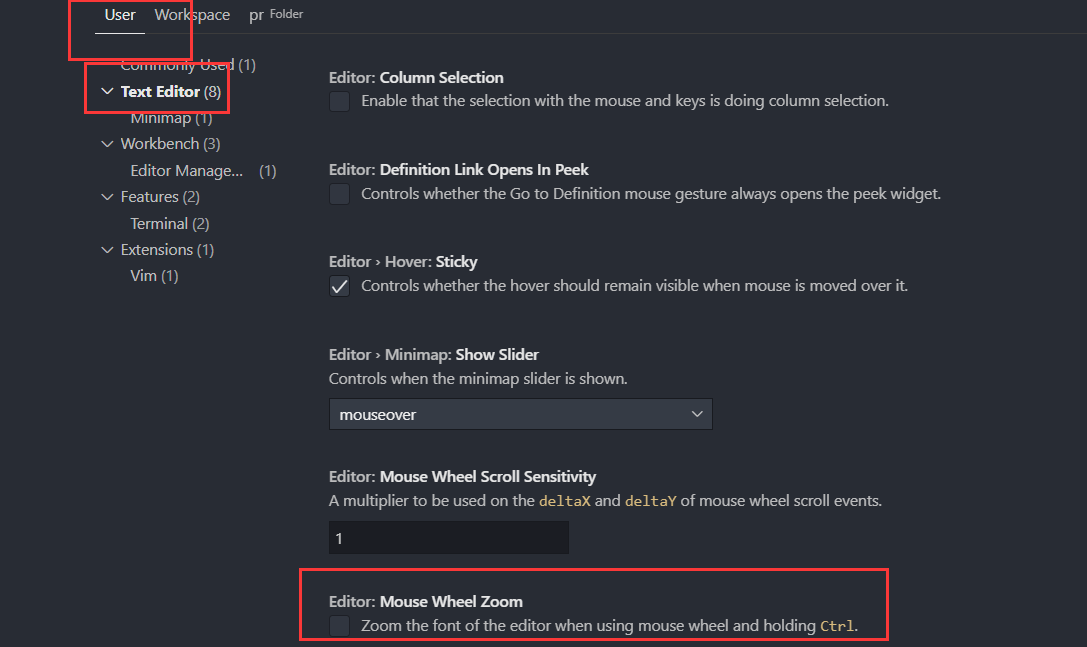 User Workspace pr Folder
Commonly Used (1)
Text Editor (8)
Minimap (1)
Workbench (3)
Editor Manage... (1)
Features (2)
Terminal (2)
Extensions (1)
Vim (1)
Editor: Column Selection
Enable that the selection with the mouse and keys is doing column selection.
Editor: Definition Link Opens In Peek
Controls whether the Go to Definition mouse gesture always opens the peek widget.
Editor › Hover: Sticky
Controls whether the hover should remain visible when mouse is moved over it.
Editor › Minimap: Show Slider
Controls when the minimap slider is shown.
mouseover
Editor: Mouse Wheel Scroll Sensitivity
A multiplier to be used on the deltaX and deltaY of mouse wheel scroll events.
1
Editor: Mouse Wheel Zoom
Zoom the font of the editor when using mouse wheel and holding Ctrl.